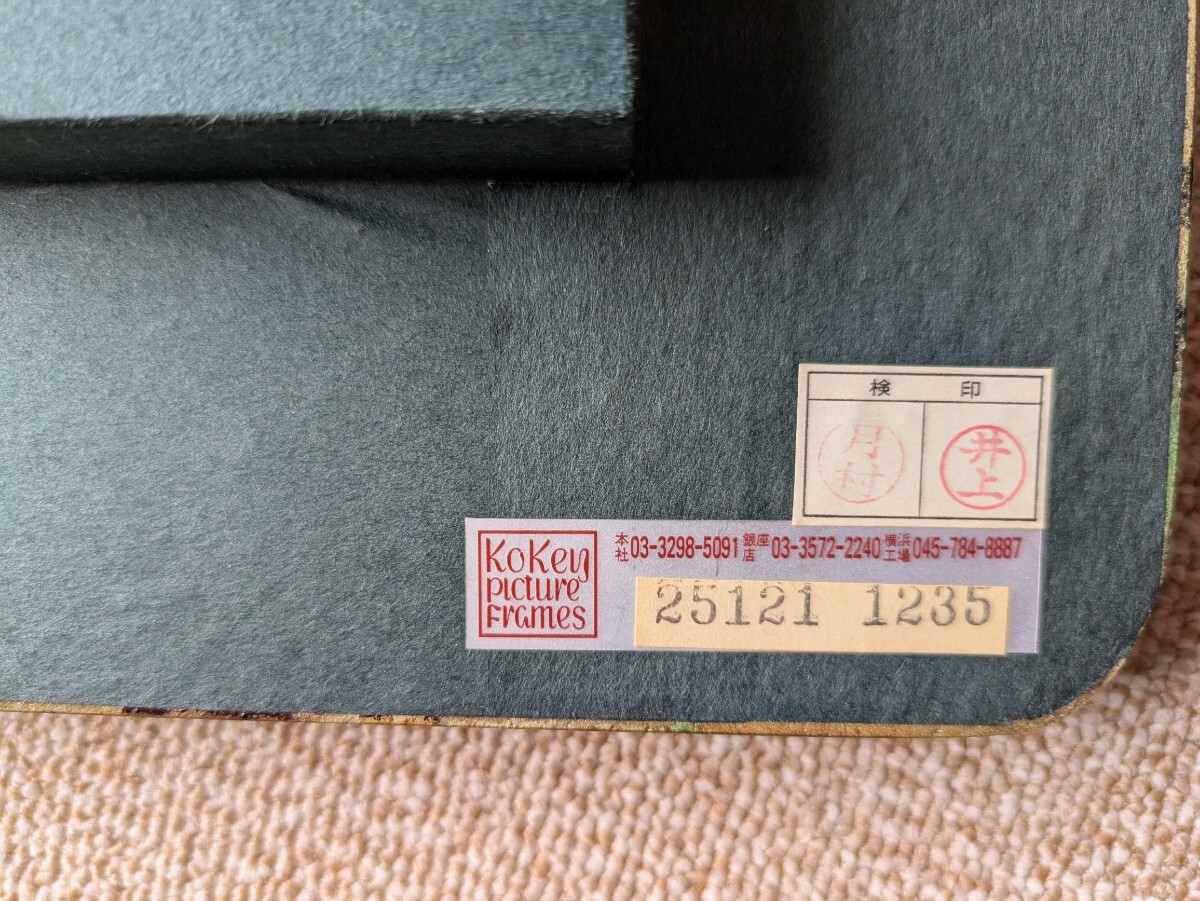 検 印
月村
井上
KoKey
picture
Frames
本社 03-3298-5091 銀座店 03-3572-2240 横浜工場 045-784-8887
25121 1235